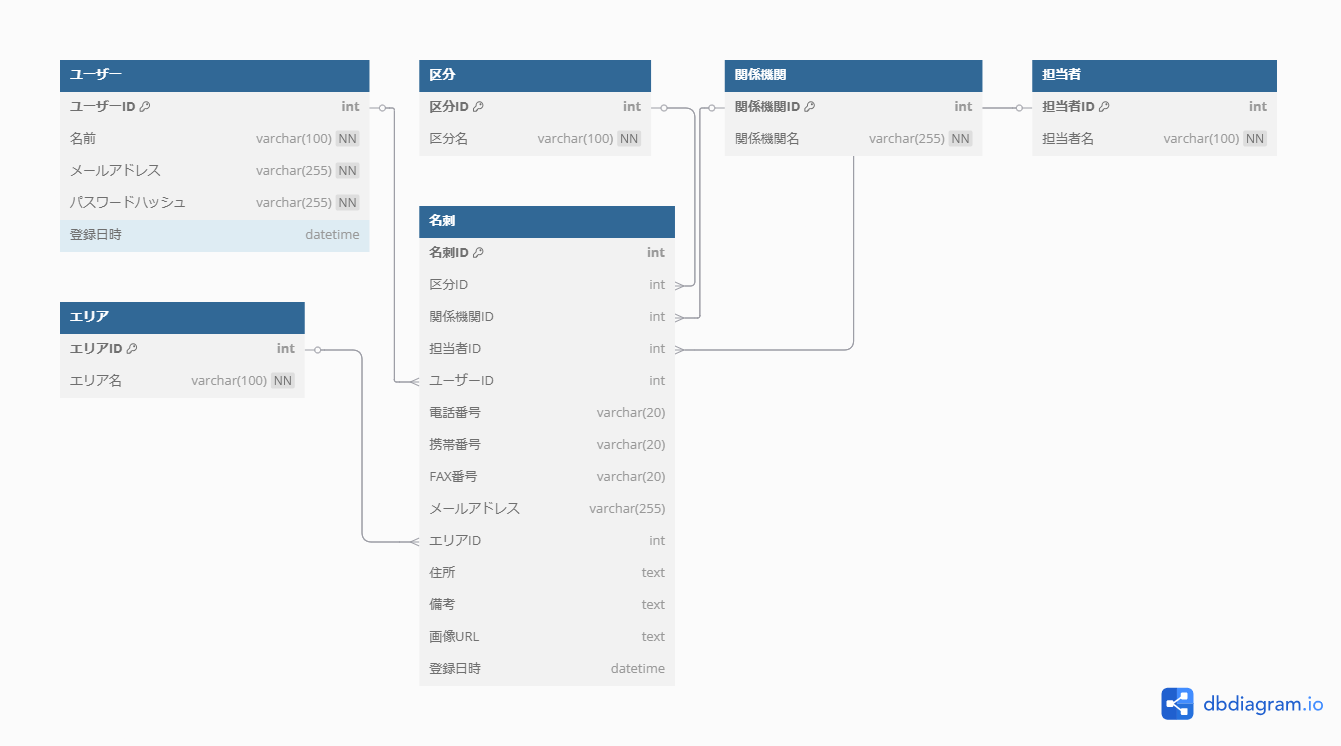 ユーザー
ユーザーID int
名前 varchar(100) NN
メールアドレス varchar(255) NN
パスワードハッシュ varchar(255) NN
登録日時 datetime
区分
区分ID int
区分名 varchar(100) NN
関係機関
関係機関ID int
関係機関名 varchar(255) NN
担当者
担当者ID int
担当者名 varchar(100) NN
エリア
エリアID int
エリア名 varchar(100) NN
名刺
名刺ID int
区分ID int
関係機関ID int
担当者ID int
ユーザーID int
電話番号 varchar(20)
携帯番号 varchar(20)
FAX番号 varchar(20)
メールアドレス varchar(255)
エリアID int
住所 text
備考 text
画像URL text
登録日時 datetime
dbdiagram.io